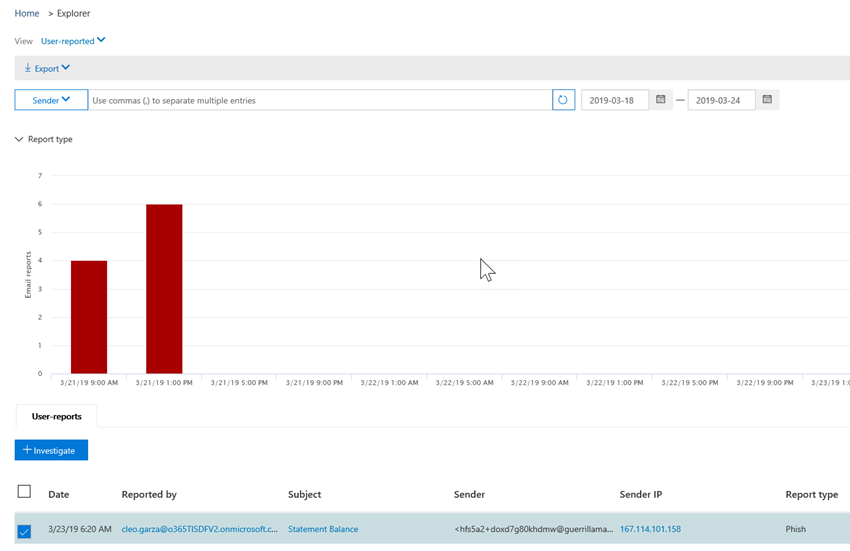 Home > Explorer
View User-reported
Export
Sender Use commas (,) to separate multiple entries 2019-03-18 — 2019-03-24
Report type
7
6
5
4
3
2
1
0
Email reports
3/21/19 9:00 AM 3/21/19 1:00 PM 3/21/19 5:00 PM 3/21/19 9:00 PM 3/22/19 1:00 AM 3/22/19 5:00 AM 3/22/19 9:00 AM 3/22/19 1:00 PM 3/22/19 5:00 PM 3/22/19 9:00 PM 3/23/19 1:0
User-reports
+ Investigate
Date Reported by Subject Sender Sender IP Report type
3/23/19 6:20 AM cleo.garza@o365TISDFV2.onmicrosoft.c... Statement Balance <hfs5a2+doxd7g80khdmw@guerrillama... 167.114.101.158 Phish